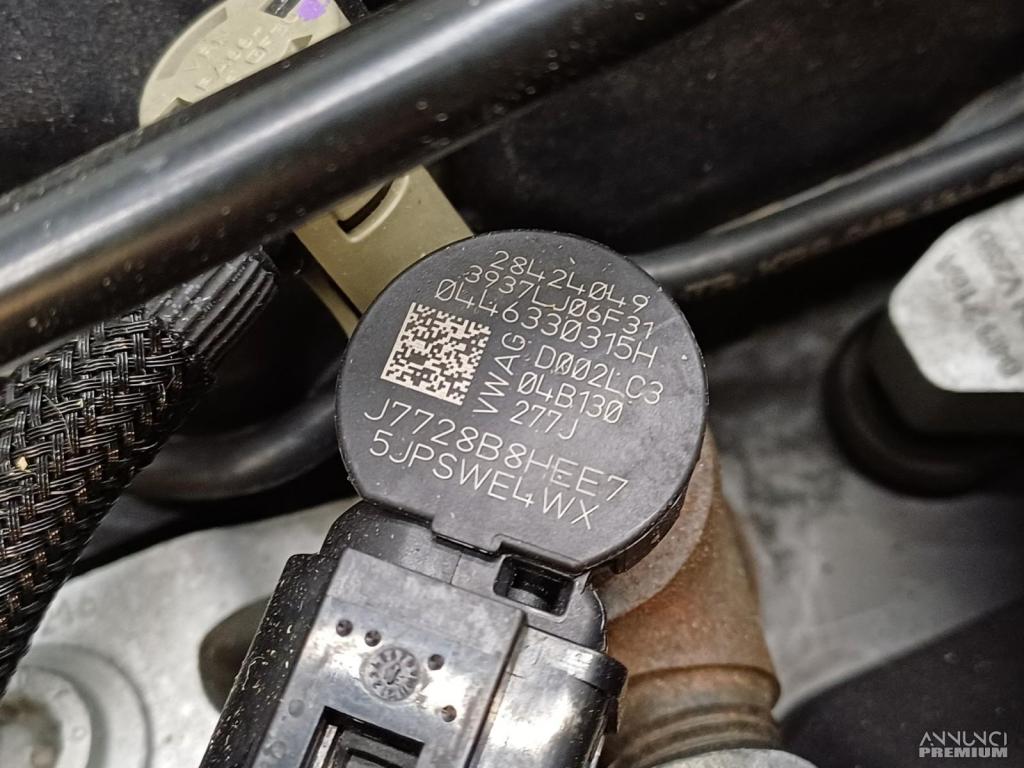 28424049
3937LJ06F31
0446330315H
VWAG
D002LC3
04B130
277J
J7728B8HEE7
5JPSWE4WX
ANNUNCI
PREMIUM